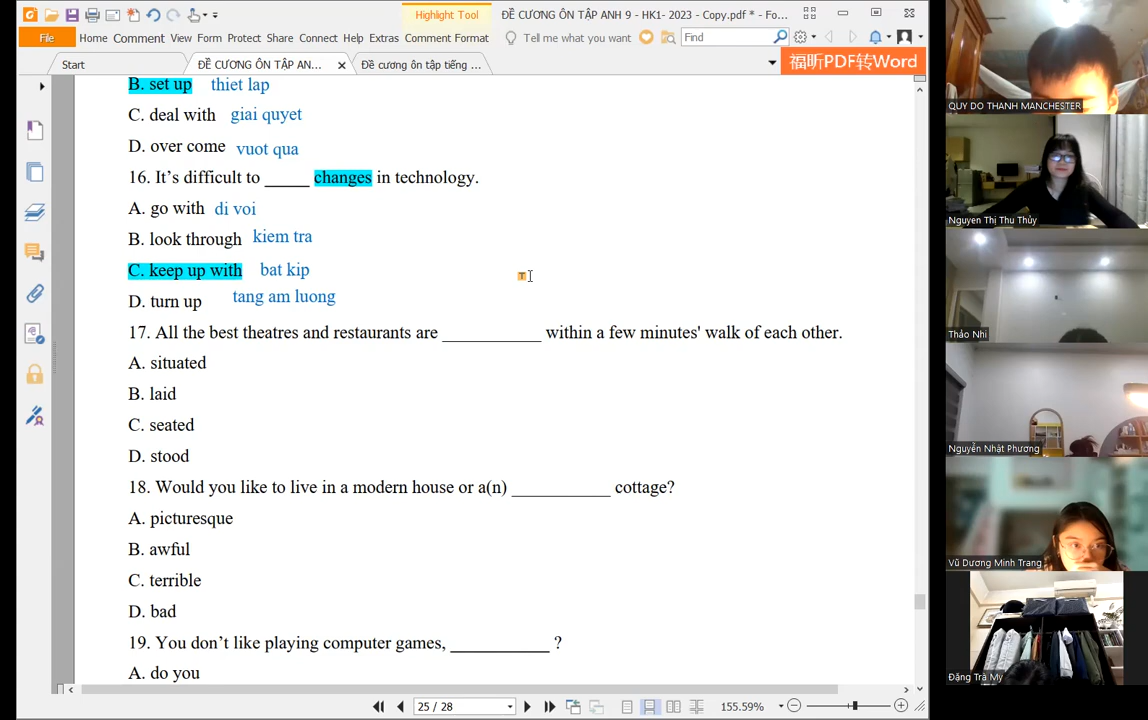 Highlight Tool
ĐỀ CƯƠNG ÔN TẬP ANH 9 - HK1- 2023 - Copy.pdf * - Fo...
File Home Comment View Form Protect Share Connect Help Extras Comment Format Tell me what you want Find
Start ĐỀ CƯƠNG ÔN TẬP AN... Đề cương ôn tập tiếng ... 福昕PDF转Word
B. set up thiet lap
C. deal with giai quyet
D. over come vuot qua
16. It's difficult to _____ changes in technology.
A. go with di voi
B. look through kiem tra
C. keep up with bat kip
D. turn up tang am luong
17. All the best theatres and restaurants are __________ within a few minutes' walk of each other.
A. situated
B. laid
C. seated
D. stood
18. Would you like to live in a modern house or a(n) __________ cottage?
A. picturesque
B. awful
C. terrible
D. bad
19. You don't like playing computer games, __________ ?
A. do you
25 / 28 155.59%
QUY DO THANH MANCHESTER
Nguyen Thị Thu Thủy
Thảo Nhi
Nguyễn Nhật Phương
Vũ Dương Minh Trang
Đặng Trà My